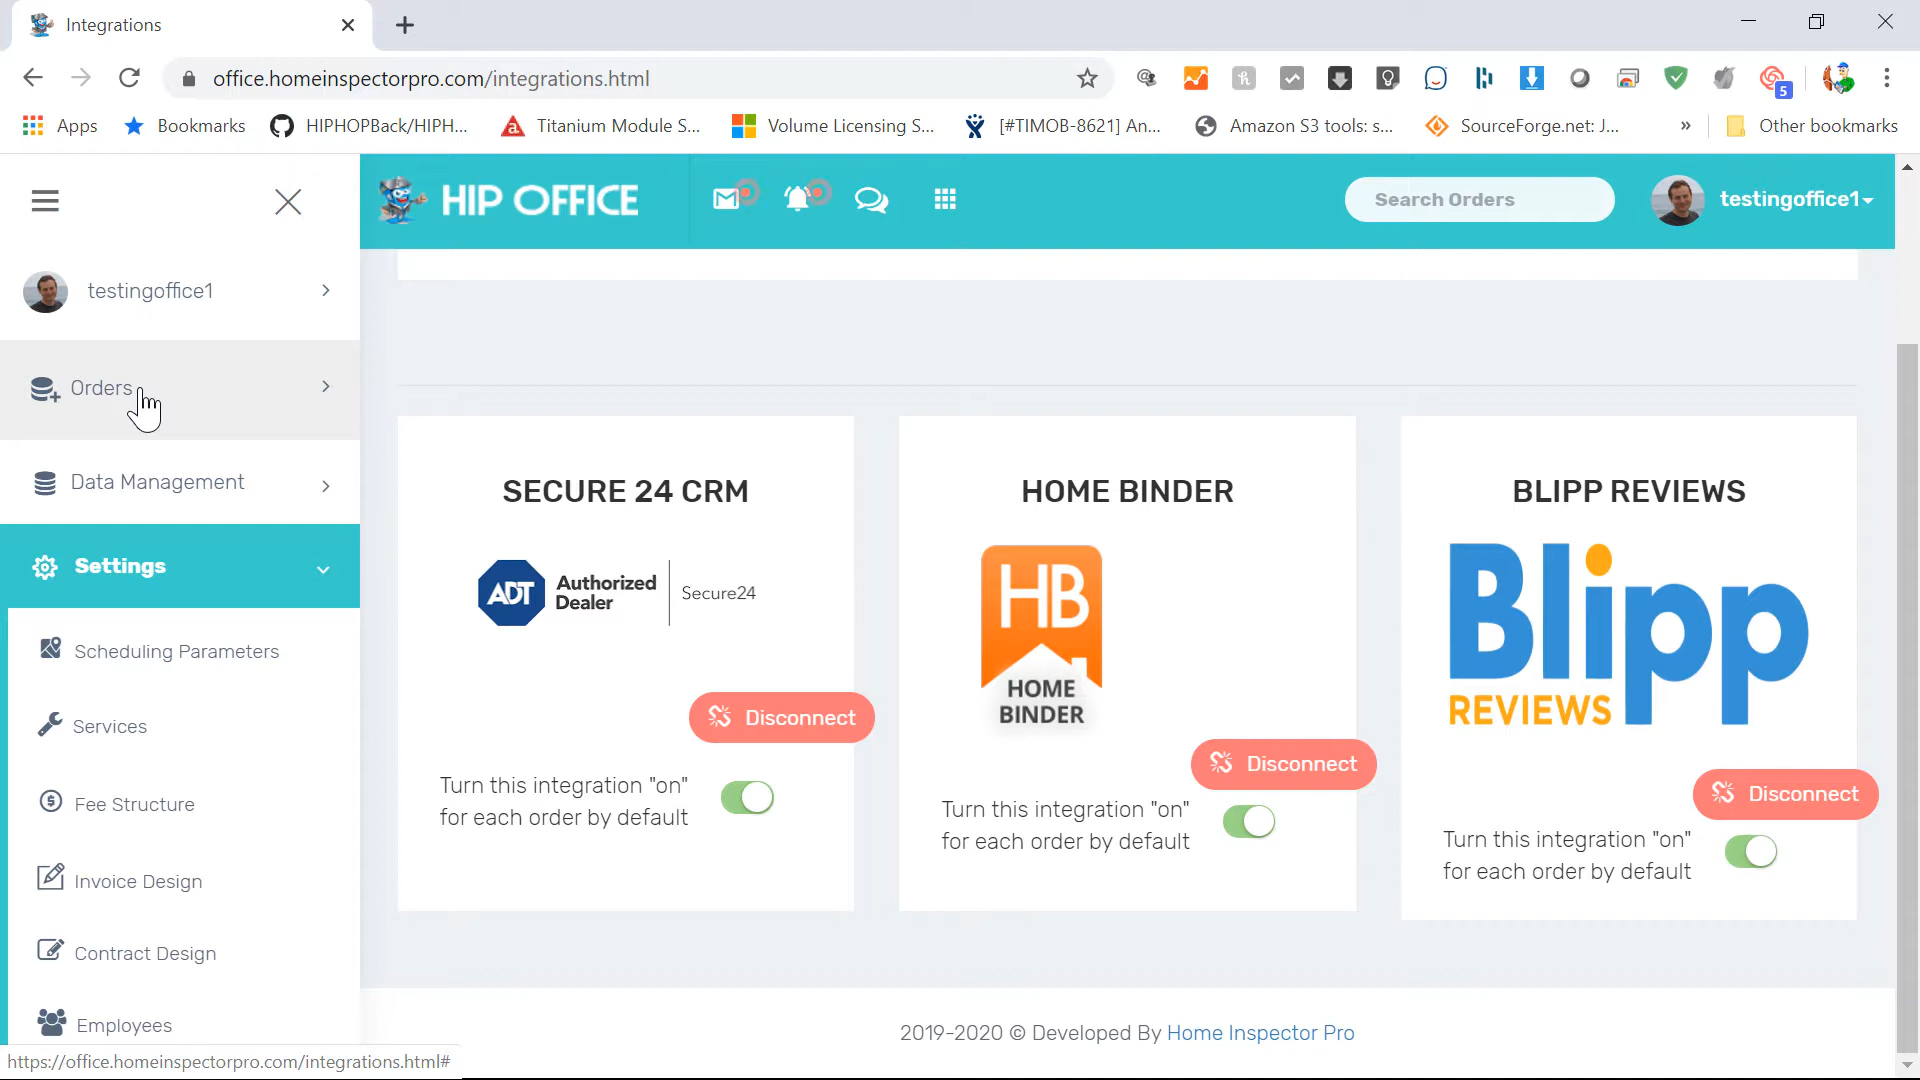 Integrations
office.homeinspectorpro.com/integrations.html
5
Apps
Bookmarks
HIPHOPBack/HIPH...
Titanium Module S...
Volume Licensing S...
[#TIMOB-8621] An...
Amazon S3 tools: s...
SourceForge.net: J...
»
Other bookmarks
HIP OFFICE
Search Orders
testingoffice1
testingoffice1
Orders
Data Management
Settings
Scheduling Parameters
Services
Fee Structure
Invoice Design
Contract Design
Employees
SECURE 24 CRM
ADT
Authorized
Dealer
Secure24
Disconnect
Turn this integration "on"
for each order by default
HOME BINDER
HB
HOME
BINDER
Disconnect
Turn this integration "on"
for each order by default
BLIPP REVIEWS
Blipp
REVIEWS
Disconnect
Turn this integration "on"
for each order by default
2019-2020 © Developed By Home Inspector Pro
https://office.homeinspectorpro.com/integrations.html#